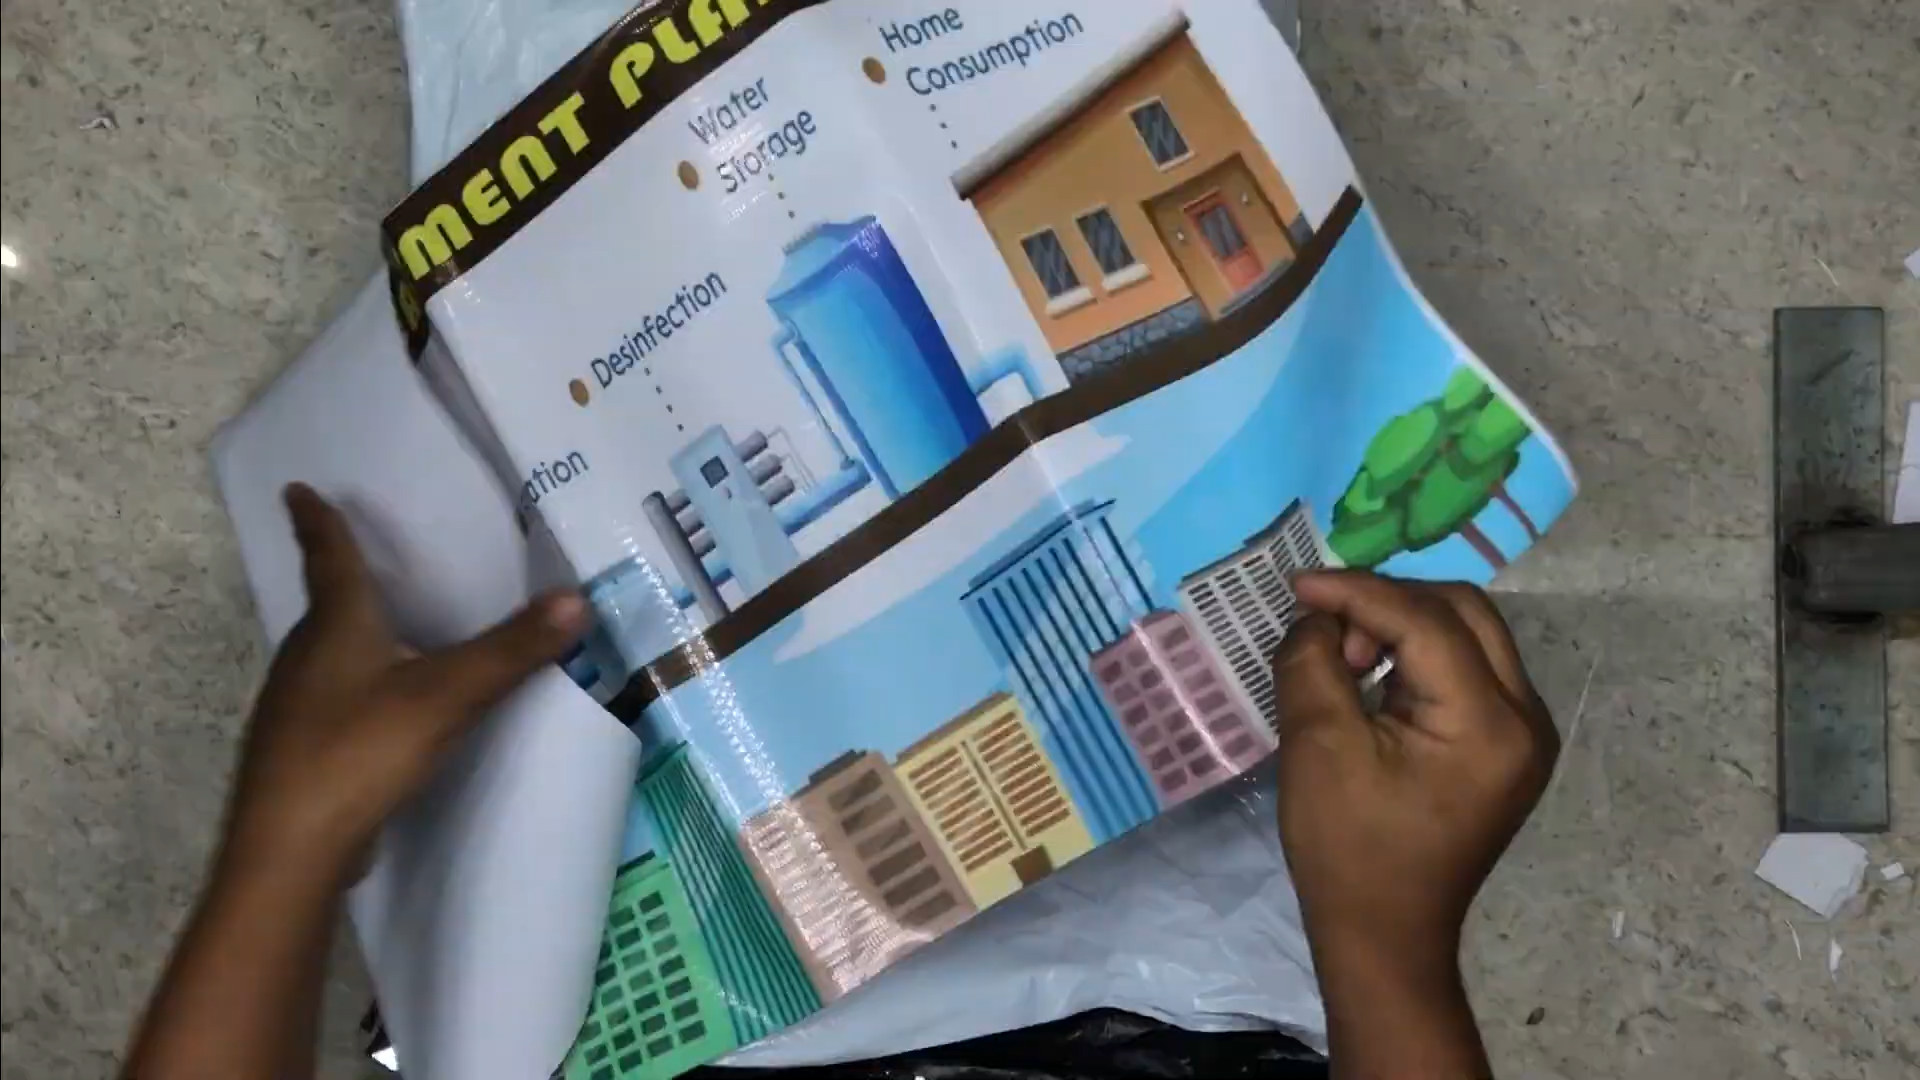 MENT PLA
Home
Consumption
Water
Storage
Desinfection
ation